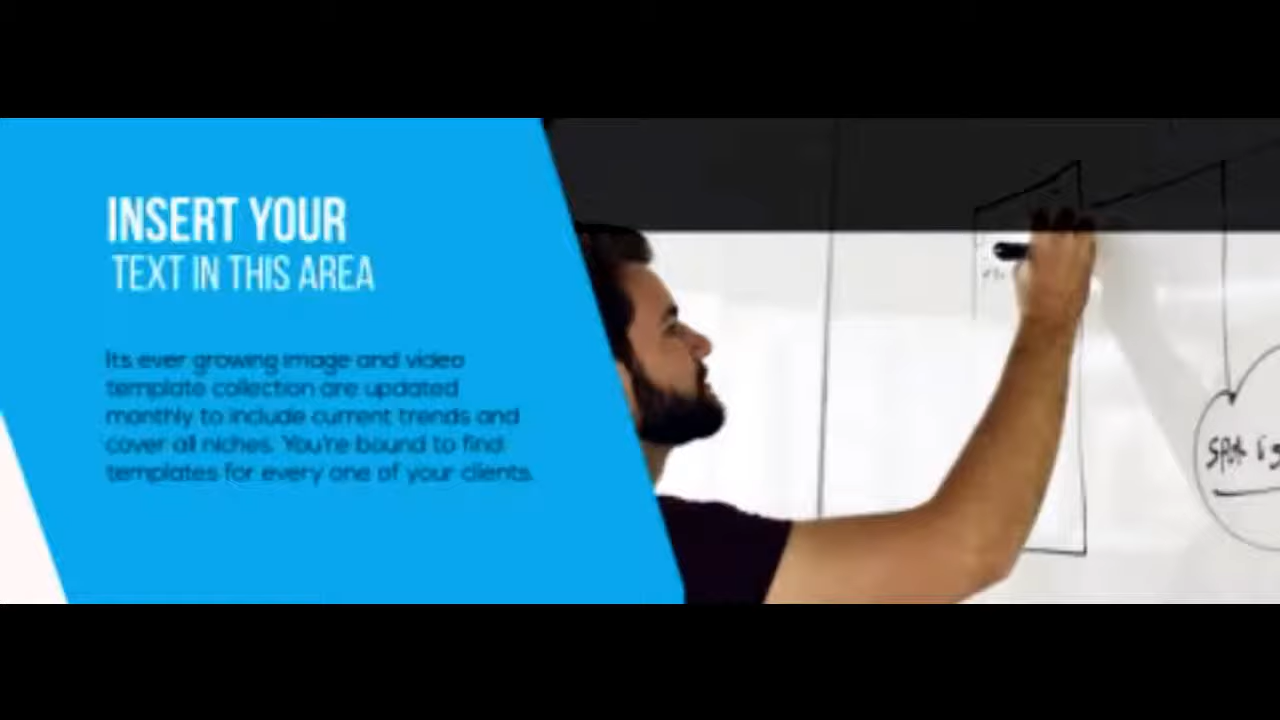 INSERT YOUR
TEXT IN THIS AREA
Its ever growing image and video
template collection are updated
monthly to include current trends and
cover all niches. You're bound to find
templates for every one of your clients.